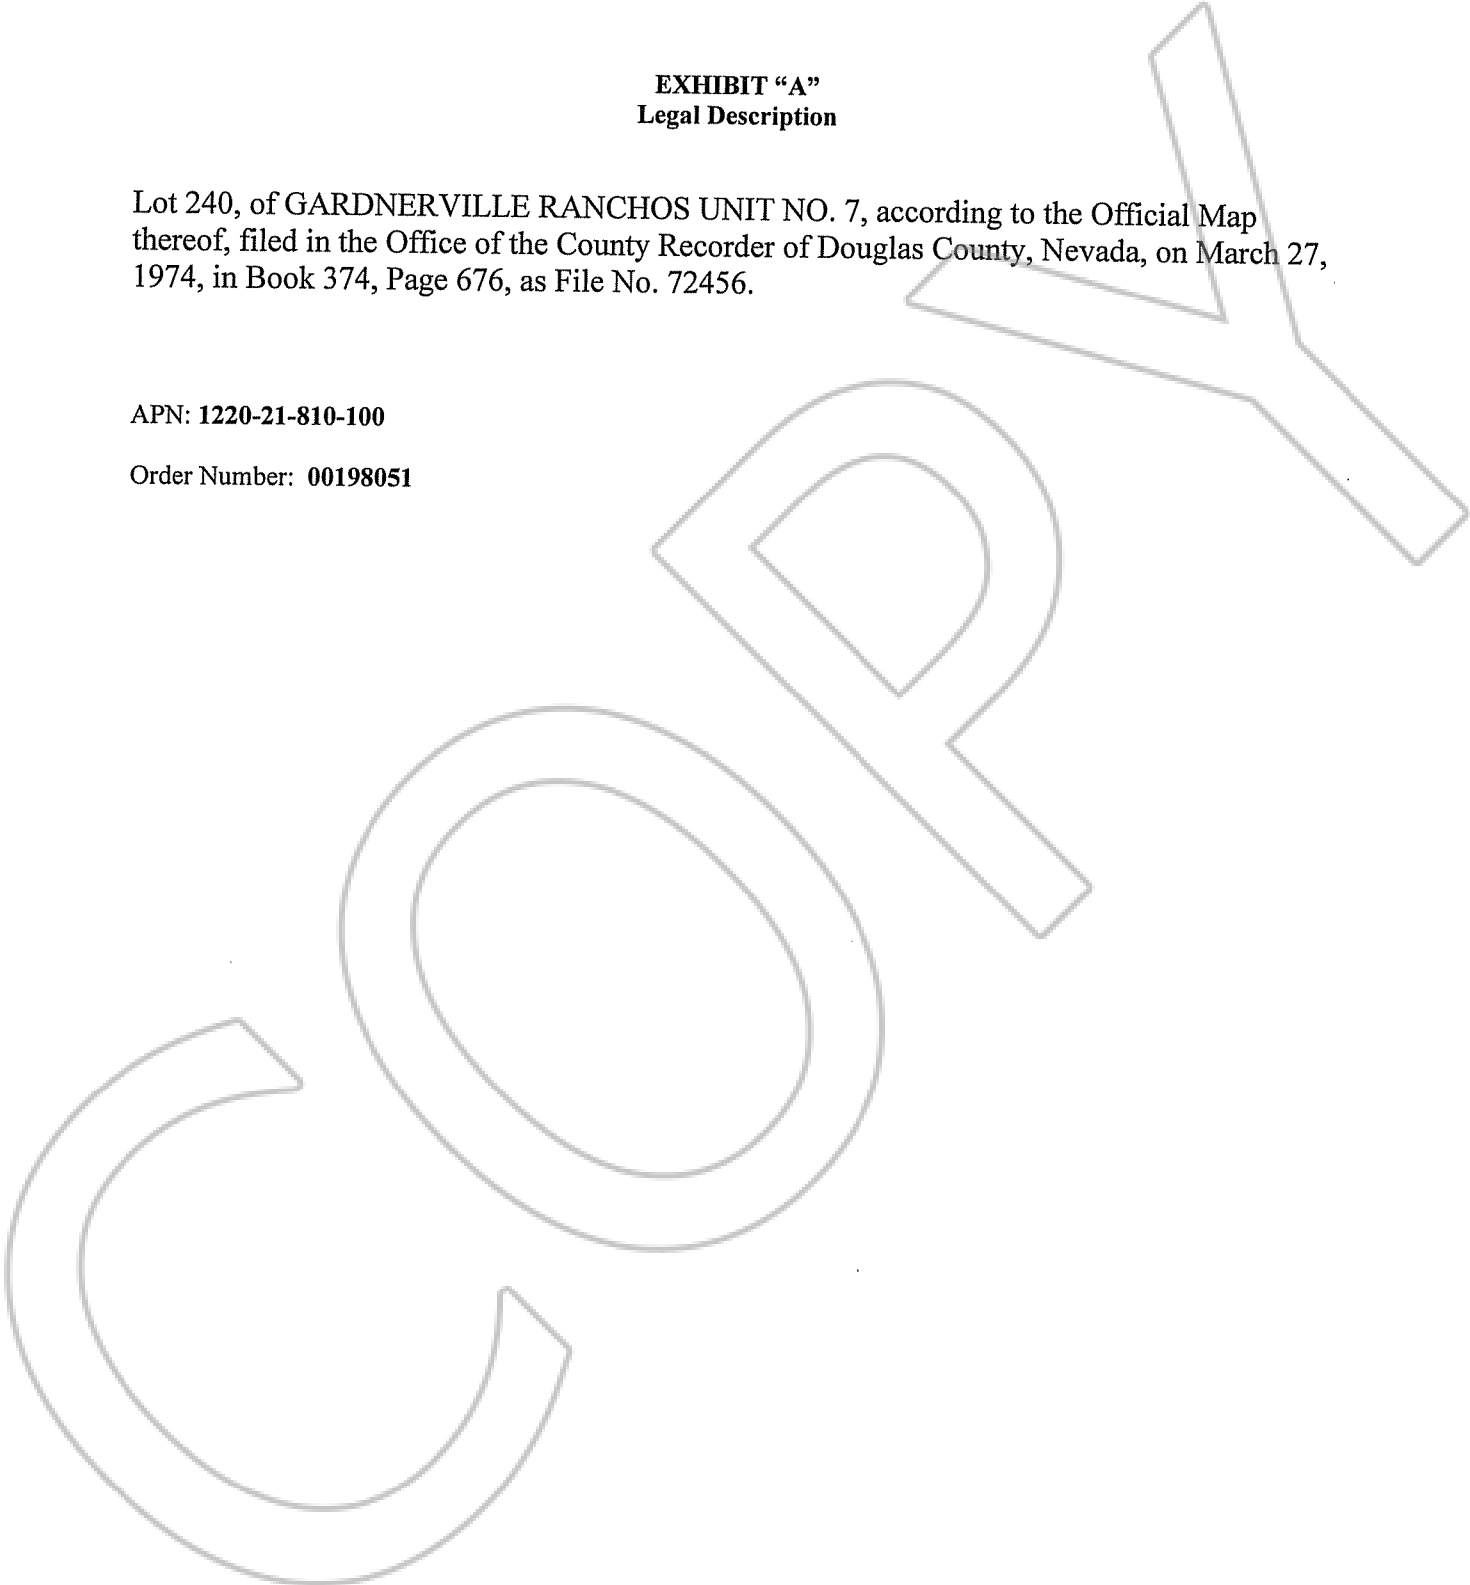 EXHIBIT “A”
Legal Description
Lot 240, of GARDNERVILLE RANCHOS UNIT NO. 7, according to the Official Map
thereof, filed in the Office of the County Recorder of Douglas County, Nevada, on March 27,
1974, in Book 374, Page 676, as File No. 72456.
APN: 1220-21-810-100
Order Number: 00198051
COPY